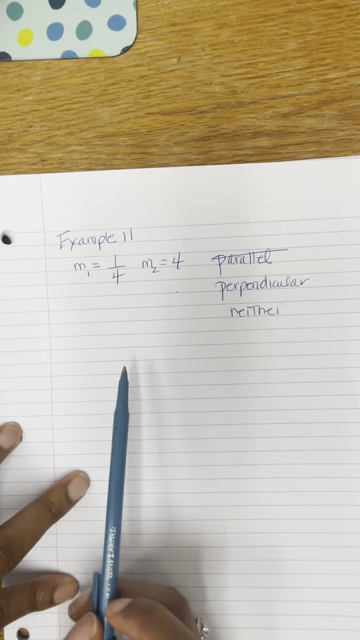 Example 11
m₁ = 1/4 m₂ = 4 parallel
perpendicular
neither